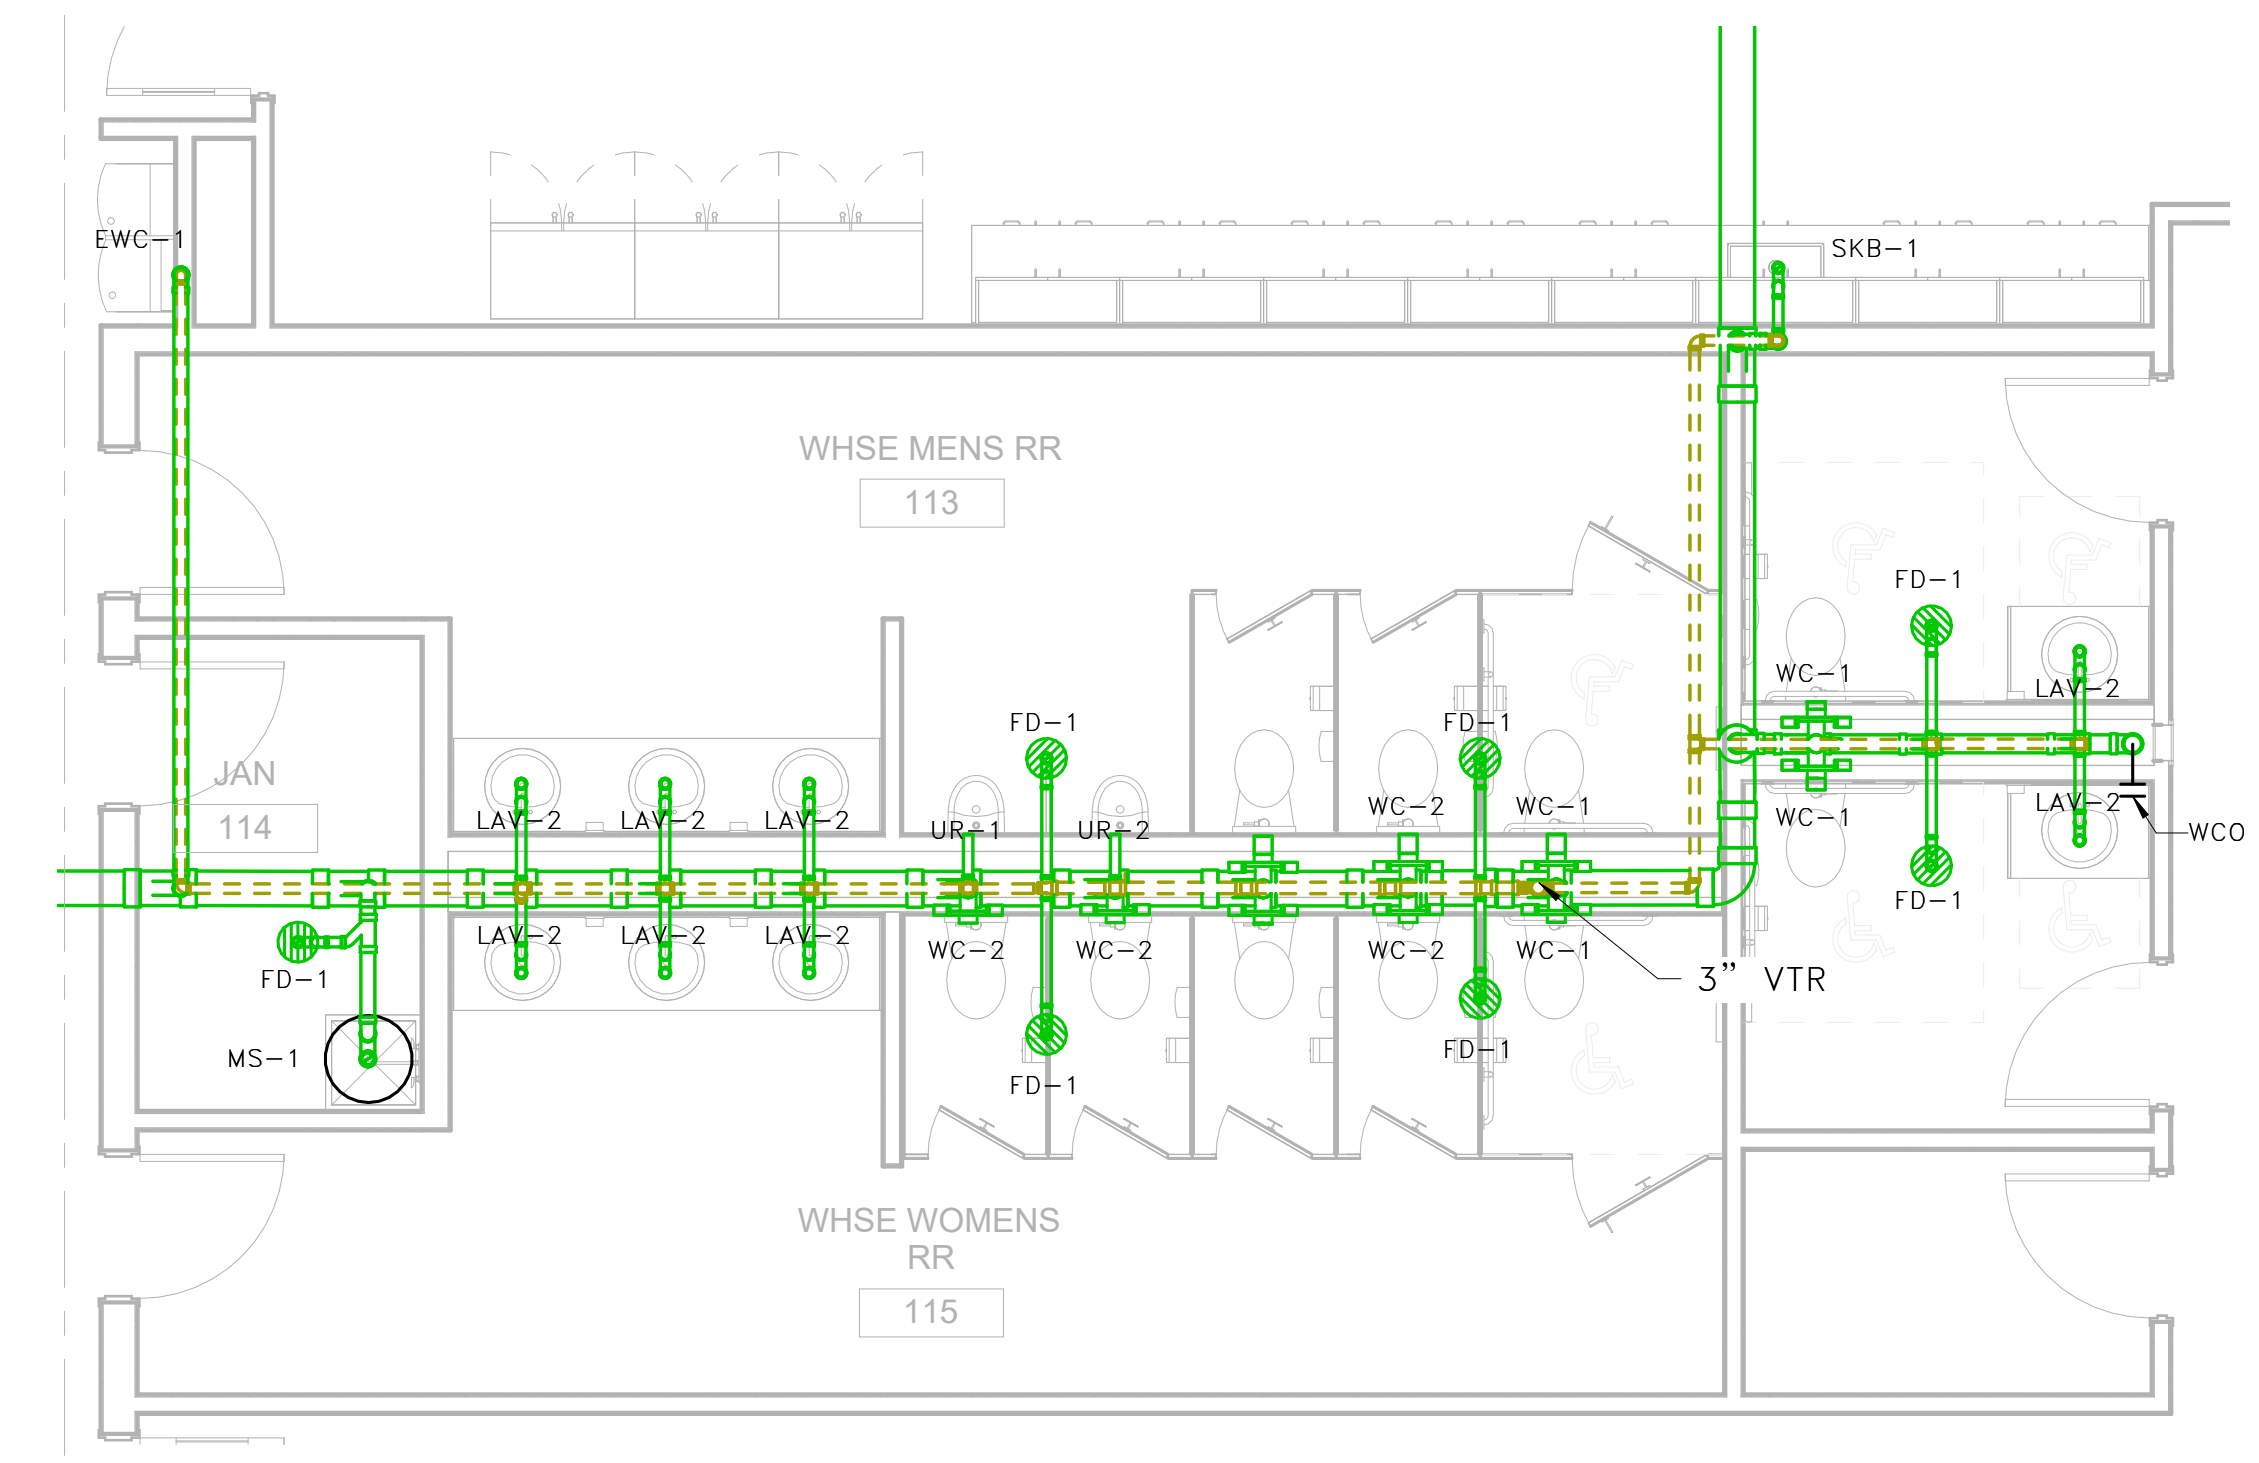 EWC-1
SKB-1
WHSE MENS RR
113
FD-1
WC-1
LAV-2
FD-1
FD-1
JAN
114
LAV-2
LAV-2
LAV-2
UR-1
UR-2
WC-2
WC-1
WC-1
LAV-2
WCO
FD-1
LAV-2
LAV-2
LAV-2
WC-2
WC-2
WC-2
WC-1
3" VTR
FD-1
MS-1
FD-1
FD-1
WHSE WOMENS
RR
115